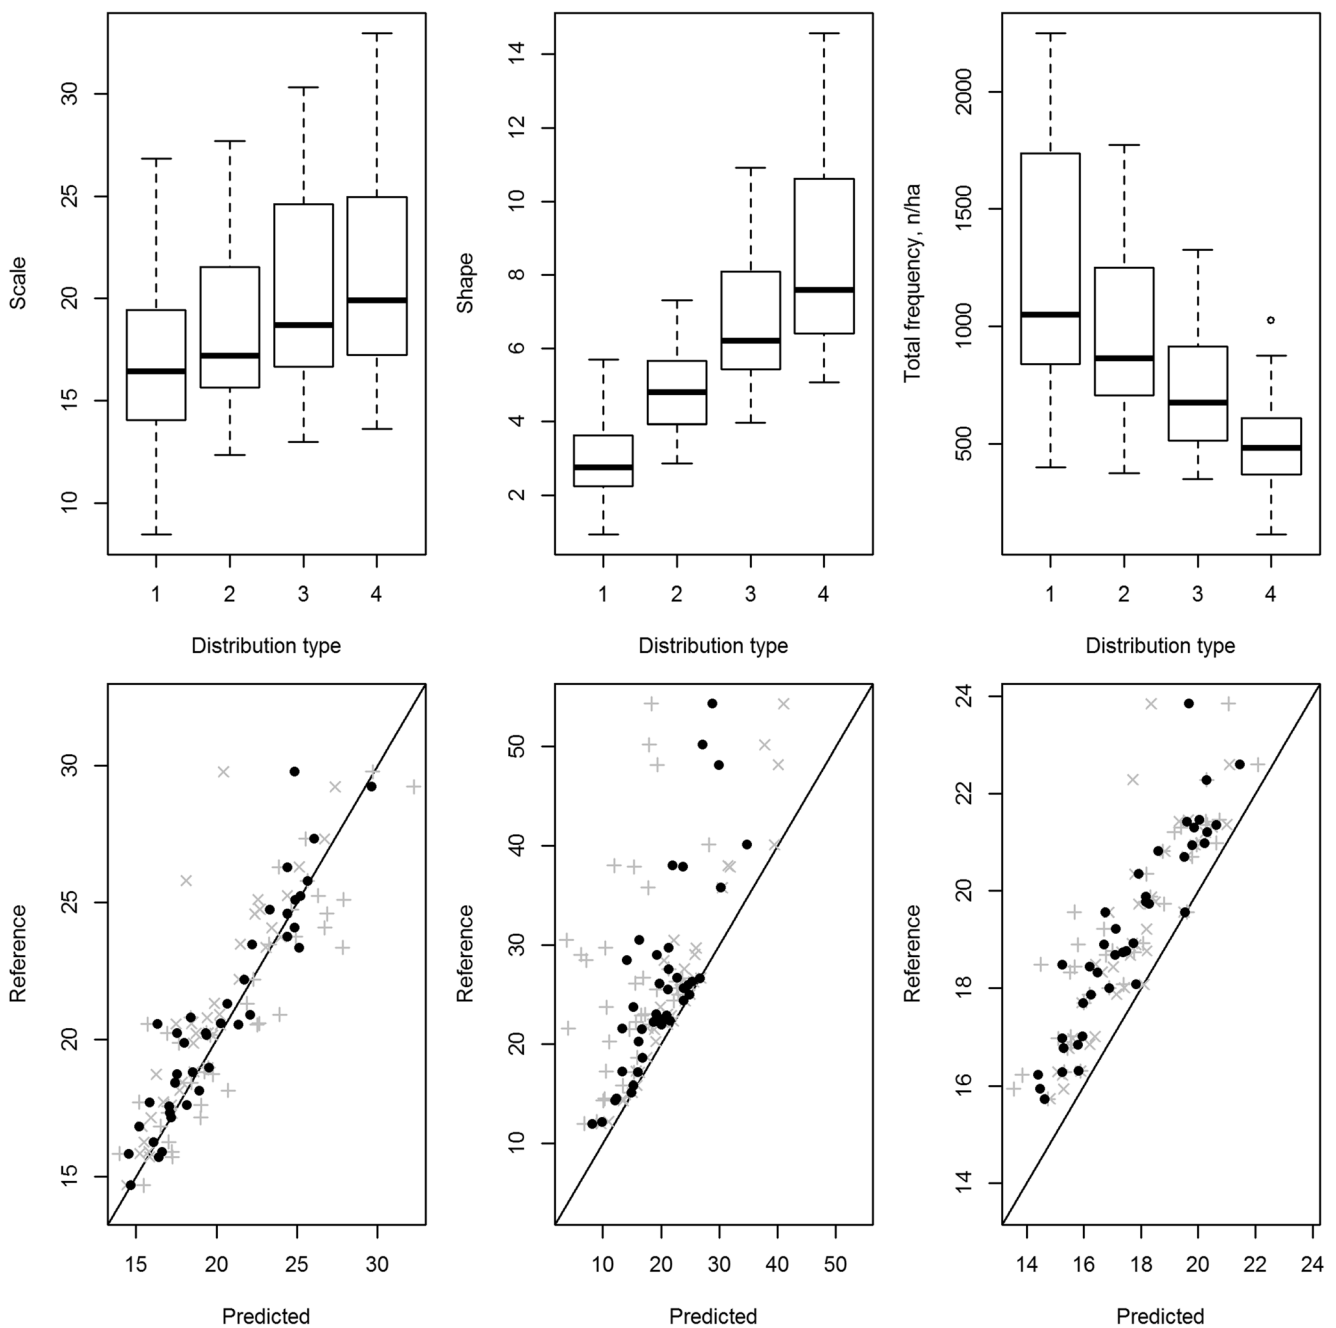 Scale
30
25
20
15
10
1 2 3 4
Distribution type
Shape
14
12
10
8
6
4
2
1 2 3 4
Distribution type
Total frequency, n/ha
2000
1500
1000
500
1 2 3 4
Distribution type
Reference
30
25
20
15
15 20 25 30
Predicted
Reference
50
40
30
20
10
10 20 30 40 50
Predicted
Reference
24
22
20
18
16
14
14 16 18 20 22 24
Predicted